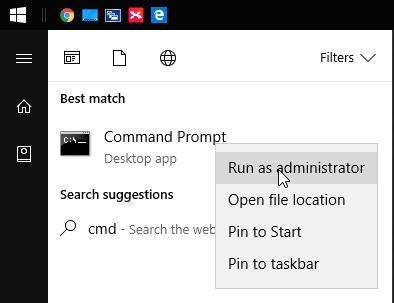 Filters
Best match
C:\_
Command Prompt
Desktop app
Run as administrator
Open file location
Search suggestions
cmd - Search the web
Pin to Start
Pin to taskbar